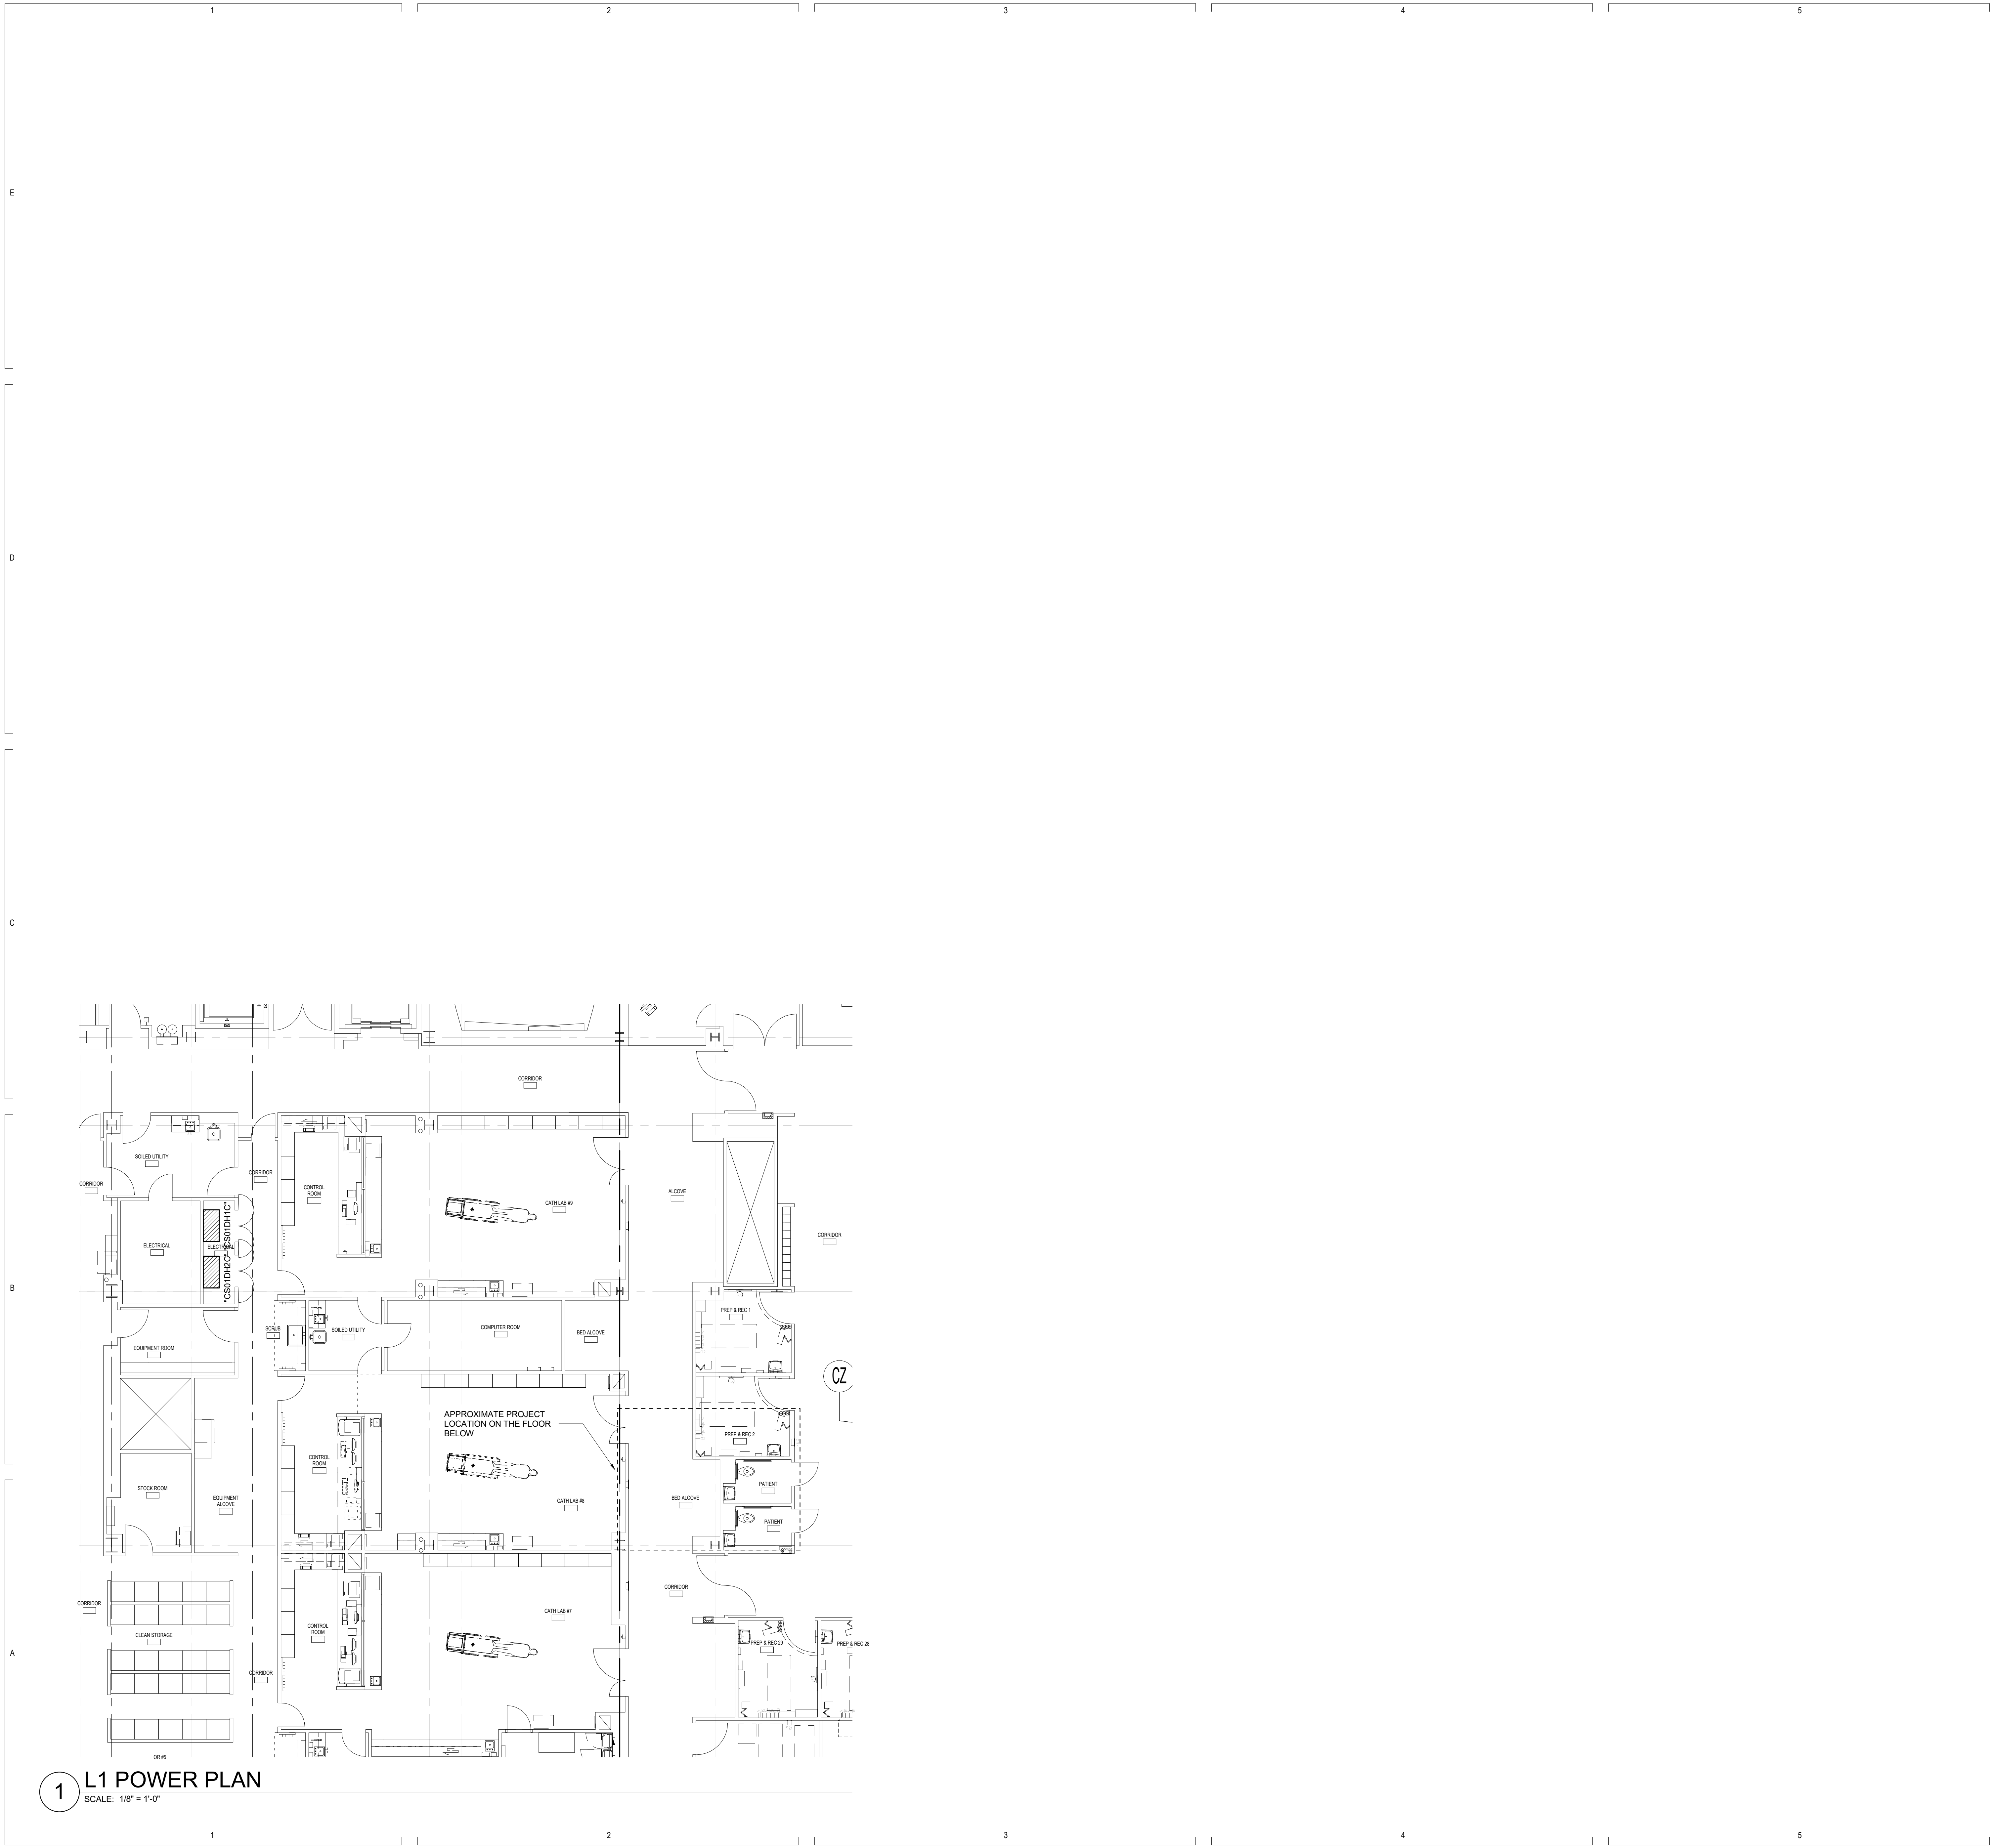 1
2
3
4
5
E
D
C
B
A
CORRIDOR
SOILED UTILITY
CORRIDOR
CORRIDOR
CONTROL
ROOM
CATH LAB #9
ALCOVE
CORRIDOR
ELECTRICAL
ELECTRICAL
"CS01DH1C"
"CS01DH2C"
PREP & REC 1
SCRUB
SOILED UTILITY
COMPUTER ROOM
BED ALCOVE
EQUIPMENT ROOM
CZ
APPROXIMATE PROJECT
LOCATION ON THE FLOOR
BELOW
PREP & REC 2
CONTROL
ROOM
STOCK ROOM
EQUIPMENT
ALCOVE
CATH LAB #8
BED ALCOVE
PATIENT
PATIENT
CORRIDOR
CORRIDOR
CATH LAB #7
CONTROL
ROOM
CLEAN STORAGE
PREP & REC 29
PREP & REC 28
CORRIDOR
OR #5
1
L1 POWER PLAN
SCALE: 1/8" = 1'-0"
1
2
3
4
5